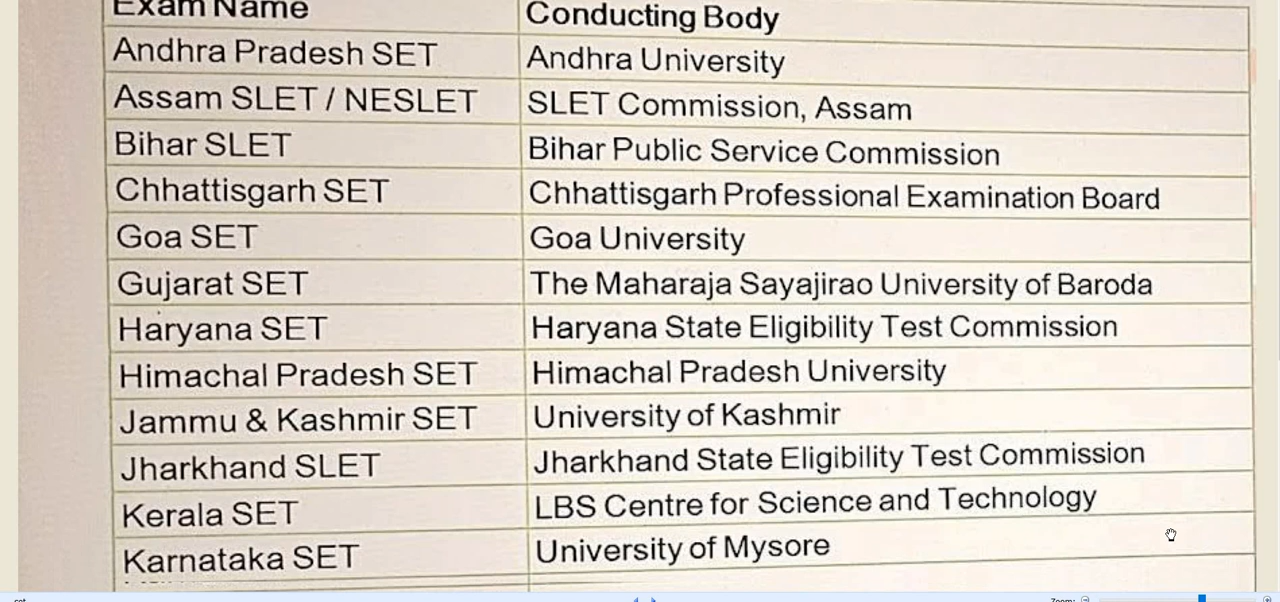 Exam Name Conducting Body
Andhra Pradesh SET Andhra University
Assam SLET / NESLET SLET Commission, Assam
Bihar SLET Bihar Public Service Commission
Chhattisgarh SET Chhattisgarh Professional Examination Board
Goa SET Goa University
Gujarat SET The Maharaja Sayajirao University of Baroda
Haryana SET Haryana State Eligibility Test Commission
Himachal Pradesh SET Himachal Pradesh University
Jammu & Kashmir SET University of Kashmir
Jharkhand SLET Jharkhand State Eligibility Test Commission
Kerala SET LBS Centre for Science and Technology
Karnataka SET University of Mysore
Zoom: